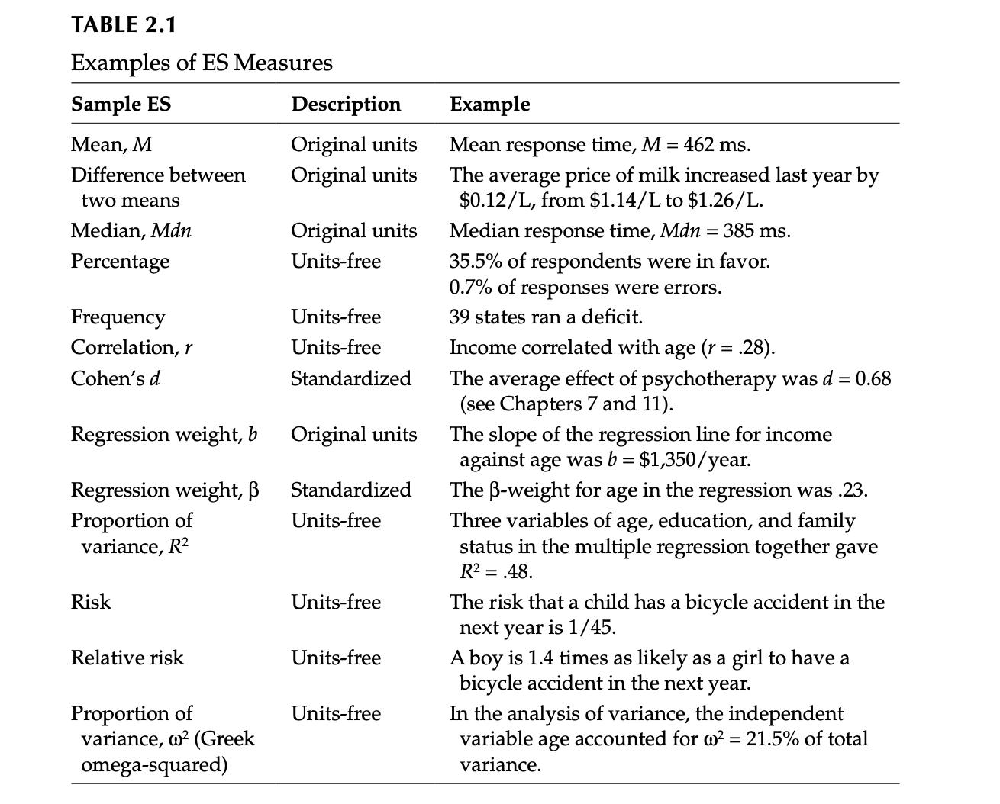 TABLE 2.1
Examples of ES Measures
Sample ES Description Example
Mean, M Original units Mean response time, M = 462 ms.
Difference between Original units The average price of milk increased last year by
two means $0.12/L, from $1.14/L to $1.26/L.
Median, Mdn Original units Median response time, Mdn = 385 ms.
Percentage Units-free 35.5% of respondents were in favor.
0.7% of responses were errors.
Frequency Units-free 39 states ran a deficit.
Correlation, r Units-free Income correlated with age (r = .28).
Cohen's d Standardized The average effect of psychotherapy was d = 0.68
(see Chapters 7 and 11).
Regression weight, b Original units The slope of the regression line for income
against age was b = $1,350/year.
Regression weight, β Standardized The β-weight for age in the regression was .23.
Proportion of Units-free Three variables of age, education, and family
variance, R² status in the multiple regression together gave
R² = .48.
Risk Units-free The risk that a child has a bicycle accident in the
next year is 1/45.
Relative risk Units-free A boy is 1.4 times as likely as a girl to have a
bicycle accident in the next year.
Proportion of Units-free In the analysis of variance, the independent
variance, ω² (Greek variable age accounted for ω² = 21.5% of total
omega-squared) variance.